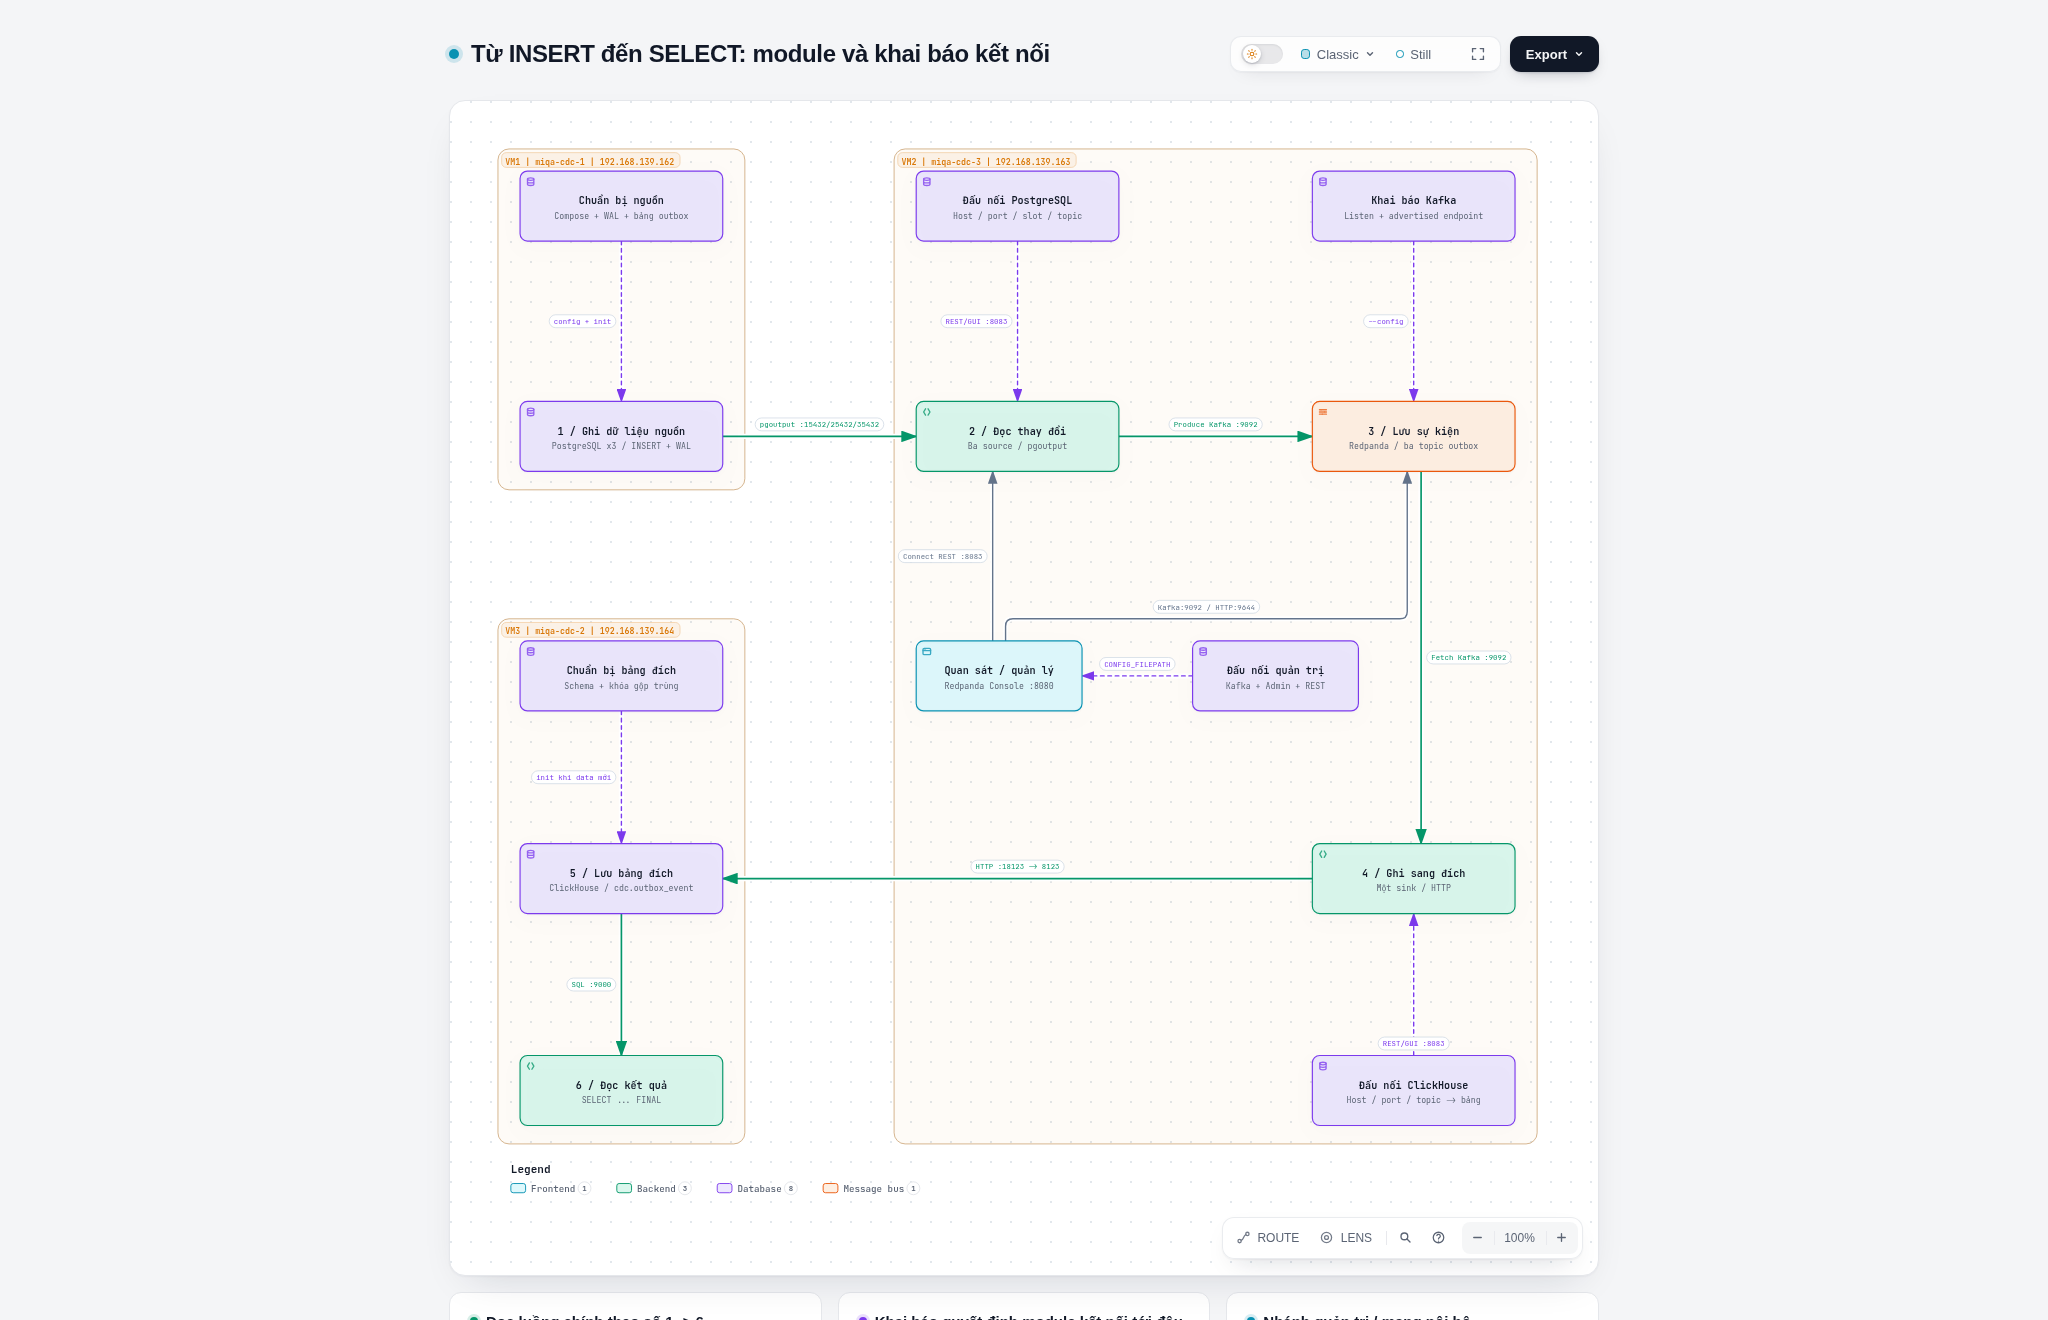 Từ INSERT đến SELECT: module và khai báo kết nối
Classic
Still
Export
VM1 | miqa-cdc-1 | 192.168.139.162
Chuẩn bị nguồn
Compose + WAL + bảng outbox
config + init
1 / Ghi dữ liệu nguồn
PostgreSQL x3 / INSERT + WAL
pgoutput :15432/25432/35432
VM2 | miqa-cdc-3 | 192.168.139.163
Đấu nối PostgreSQL
Host / port / slot / topic
Khai báo Kafka
Listen + advertised endpoint
REST/GUI :8083
--config
2 / Đọc thay đổi
Ba source / pgoutput
Produce Kafka :9092
3 / Lưu sự kiện
Redpanda / ba topic outbox
Connect REST :8083
Kafka:9092 / HTTP:9644
Quan sát / quản lý
Redpanda Console :8080
CONFIG_FILEPATH
Đấu nối quản trị
Kafka + Admin + REST
Fetch Kafka :9092
VM3 | miqa-cdc-2 | 192.168.139.164
Chuẩn bị bảng đích
Schema + khóa gộp trùng
init khi data mới
5 / Lưu bảng đích
ClickHouse / cdc.outbox_event
HTTP :18123 → 8123
4 / Ghi sang đích
Một sink / HTTP
SQL :9000
REST/GUI :8083
6 / Đọc kết quả
SELECT ... FINAL
Đấu nối ClickHouse
Host / port / topic → bảng
Legend
Frontend 1
Backend 3
Database 8
Message bus 1
ROUTE
LENS
100%